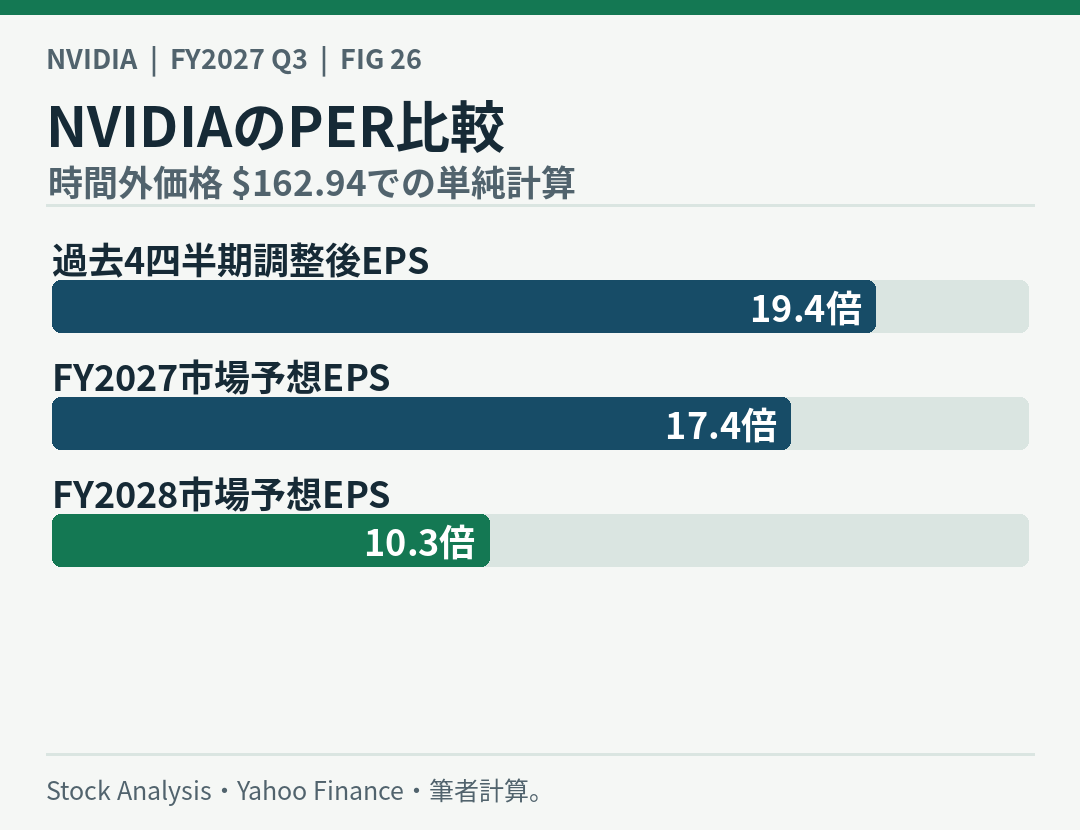 NVIDIA | FY2027 Q3 | FIG 26
NVIDIAのPER比較
時間外価格 $162.94での単純計算
過去4四半期調整後EPS
19.4倍
FY2027市場予想EPS
17.4倍
FY2028市場予想EPS
10.3倍
Stock Analysis・Yahoo Finance・筆者計算。